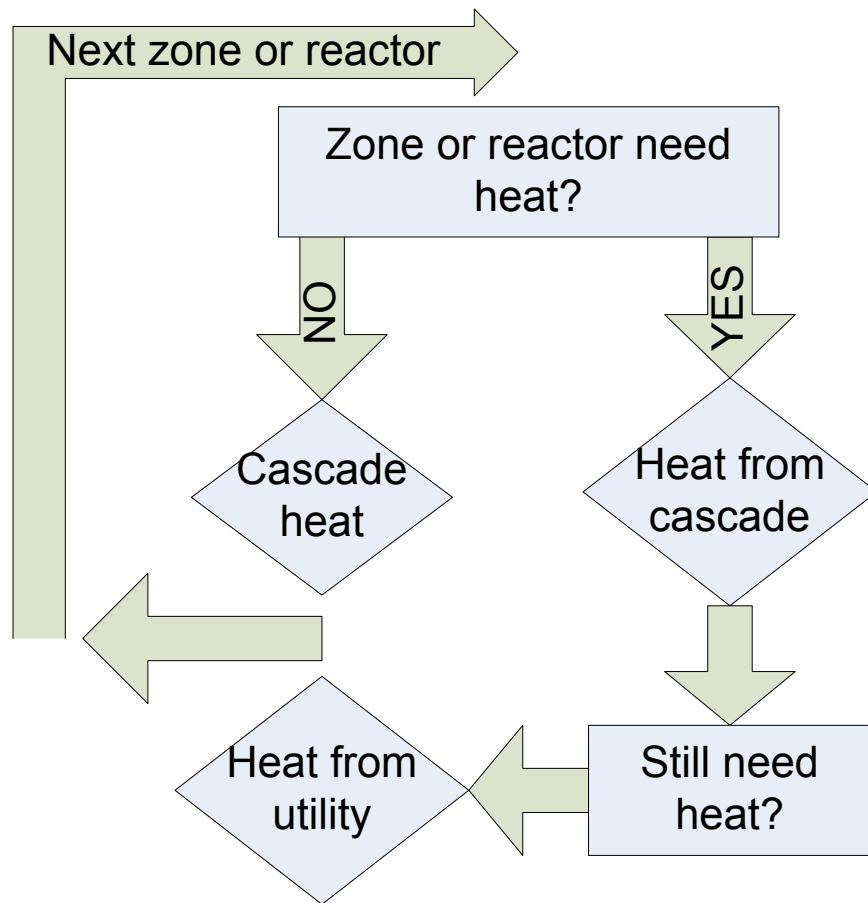 Next zone or reactor
Zone or reactor need
heat?
NO
YES
Cascade
heat
Heat from
cascade
Heat from
utility
Still need
heat?